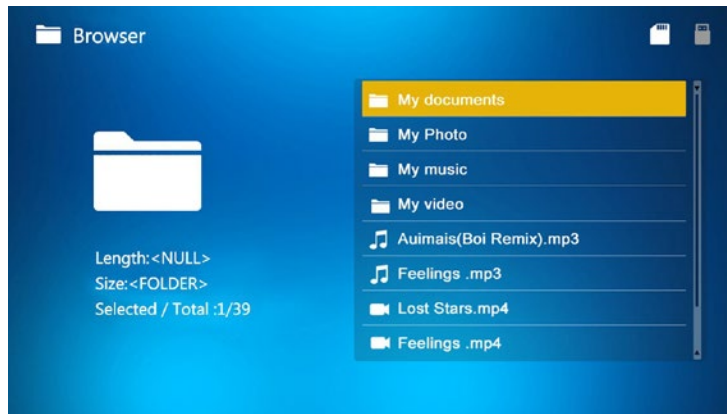 Browser
My documents
My Photo
My music
My video
Auimais(Boi Remix).mp3
Feelings .mp3
Lost Stars.mp4
Feelings .mp4
Length:<NULL>
Size:<FOLDER>
Selected / Total :1/39